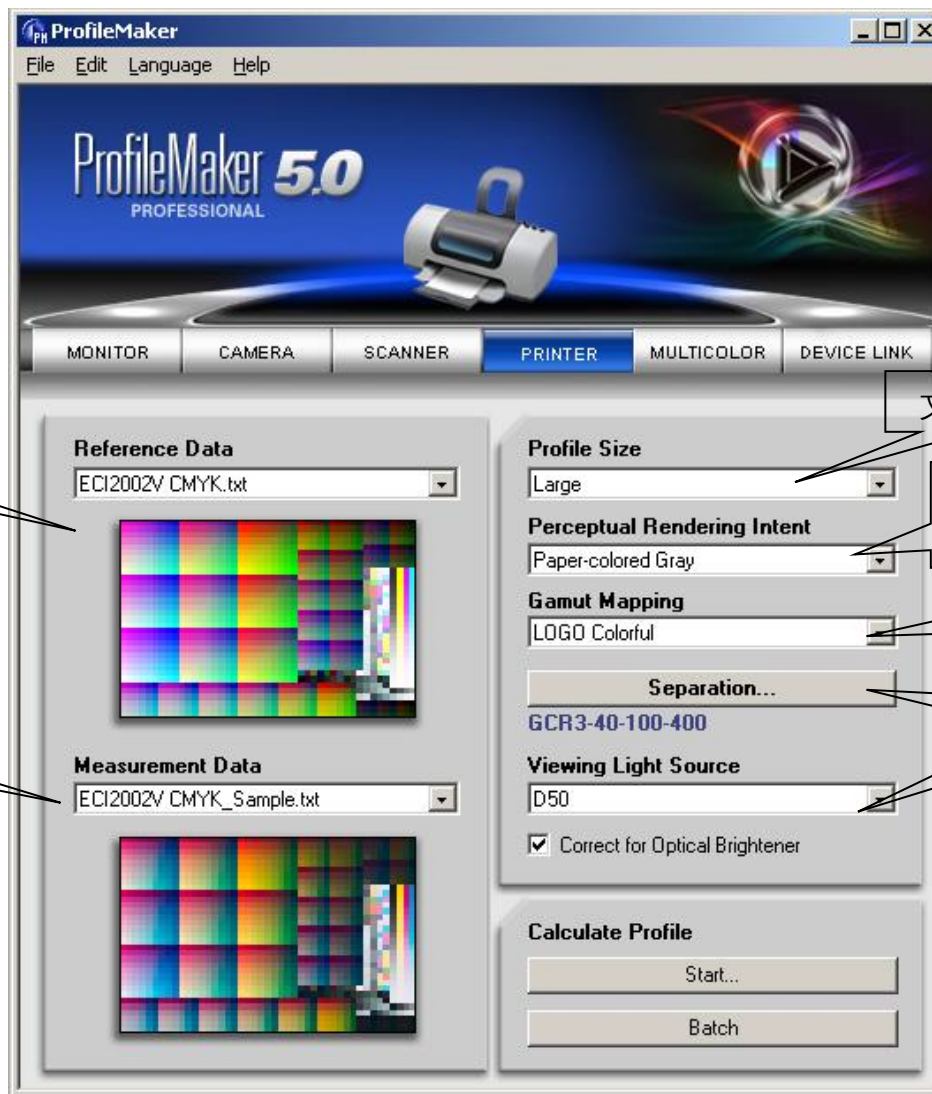 ProfileMaker
File Edit Language Help
ProfileMaker 5.0
PROFESSIONAL
MONITOR CAMERA SCANNER PRINTER MULTICOLOR DEVICE LINK
Reference Data
ECI2002V CMYK.txt
Measurement Data
ECI2002V CMYK_Sample.txt
Profile Size
Large
Perceptual Rendering Intent
Paper-colored Gray
Gamut Mapping
LOGO Colorful
Separation...
GCR3-40-100-400
Viewing Light Source
D50
Correct for Optical Brightener
Calculate Profile
Start...
Batch